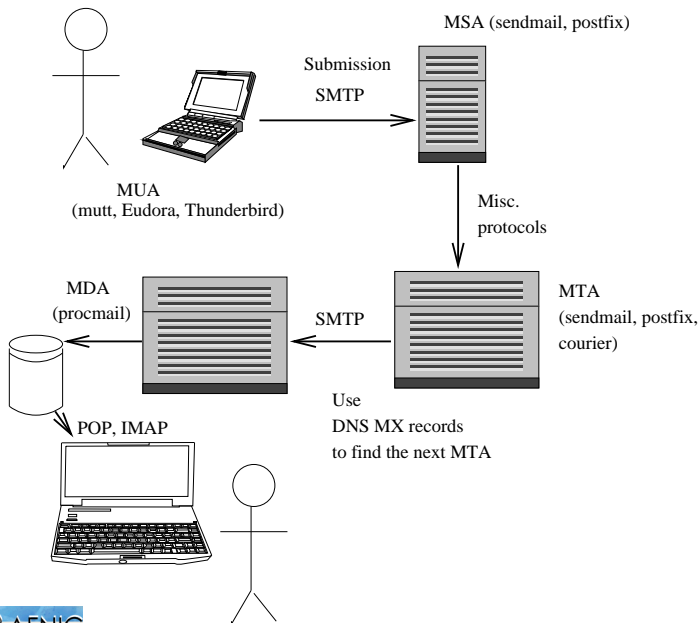 MSA (sendmail, postfix)
Submission
SMTP
MUA
(mutt, Eudora, Thunderbird)
Misc.
protocols
MDA
(procmail)
SMTP
MTA
(sendmail, postfix,
courier)
Use
DNS MX records
to find the next MTA
POP, IMAP